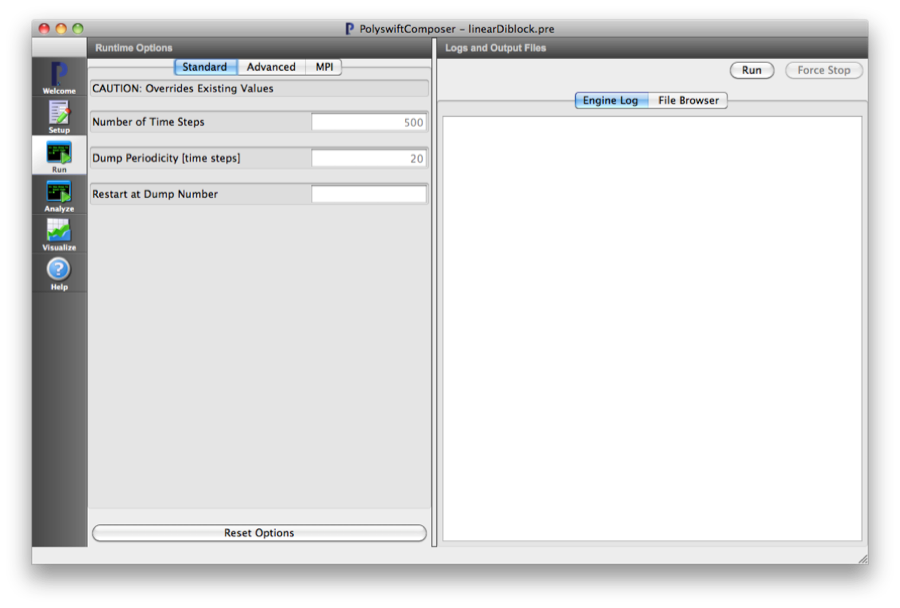 PolyswiftComposer – linearDiblock.pre
Runtime Options
Logs and Output Files
Welcome
Setup
Run
Analyze
Visualize
Help
Standard Advanced MPI
CAUTION: Overrides Existing Values
Number of Time Steps 500
Dump Periodicity [time steps] 20
Restart at Dump Number
Reset Options
Run Force Stop
Engine Log File Browser